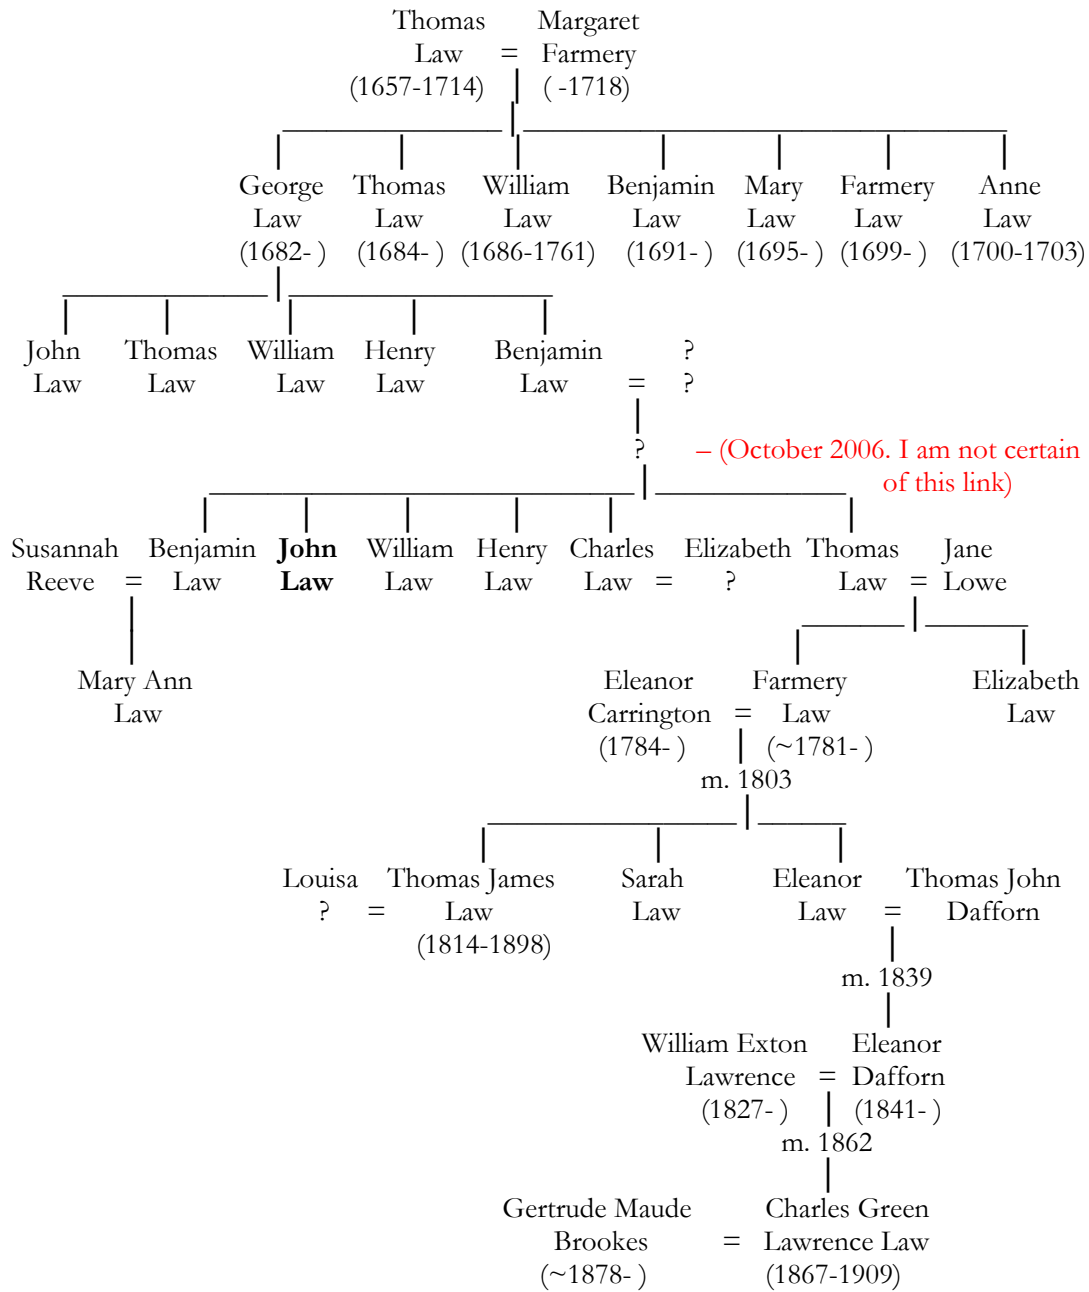 Thomas Margaret
Law = Farmery
(1657-1714) ( -1718)
George Thomas William Benjamin Mary Farmery Anne
Law Law Law Law Law Law Law
(1682- ) (1684- ) (1686-1761) (1691- ) (1695- ) (1699- ) (1700-1703)
John Thomas William Henry Benjamin ?
Law Law Law Law Law = ?
? – (October 2006. I am not certain
of this link)
Susannah Benjamin John William Henry Charles Elizabeth Thomas Jane
Reeve = Law Law Law Law Law = ? Law = Lowe
Mary Ann Eleanor Farmery Elizabeth
Law Carrington = Law Law
(1784- ) (~1781- )
m. 1803
Louisa Thomas James Sarah Eleanor Thomas John
? = Law Law Law = Dafforn
(1814-1898)
m. 1839
William Exton Eleanor
Lawrence = Dafforn
(1827- ) (1841- )
m. 1862
Gertrude Maude Charles Green
Brookes = Lawrence Law
(~1878- ) (1867-1909)